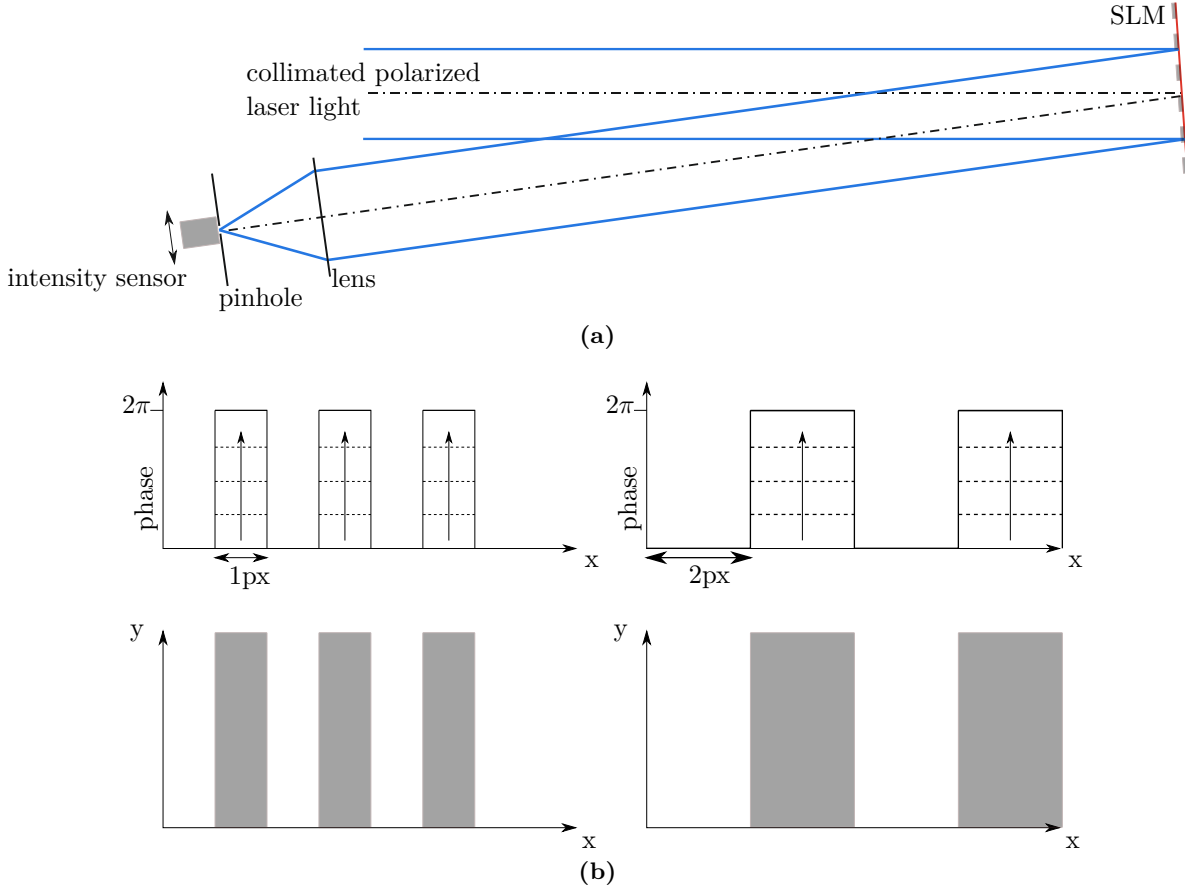 SLM
collimated polarized
laser light
intensity sensor
lens
pinhole
(a)
2π
phase
x
1px
2π
phase
x
2px
y
x
y
x
(b)